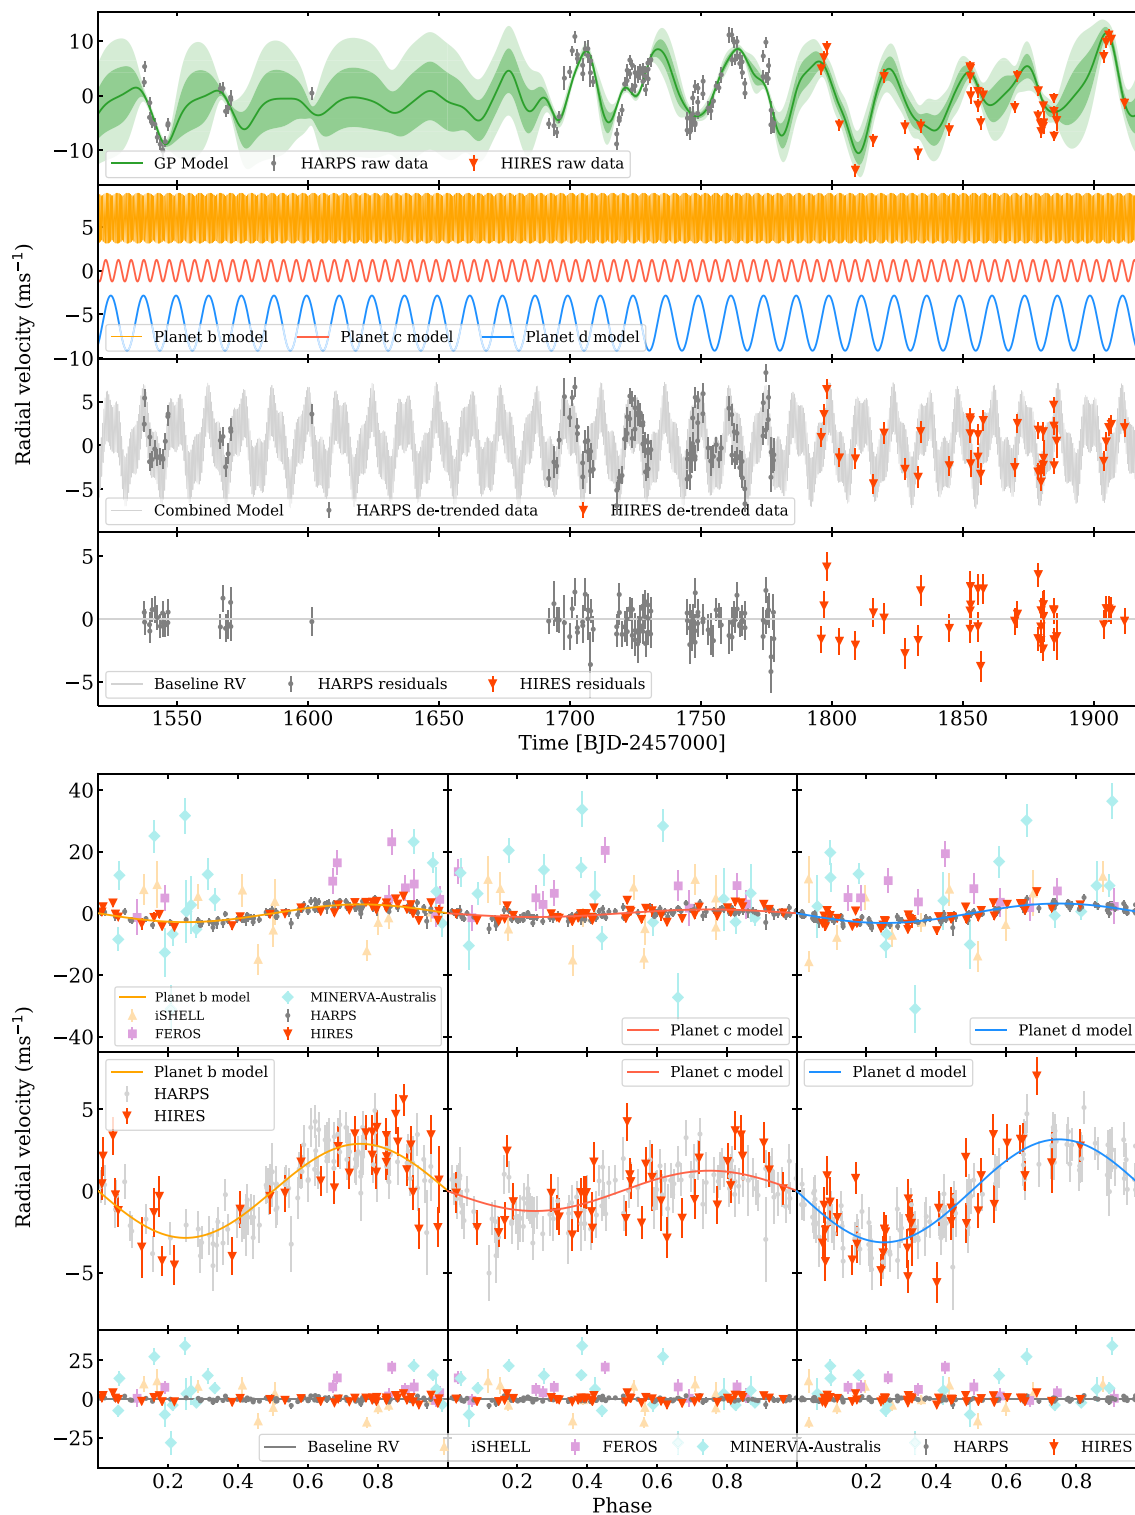 10
0
−10
GP Model HARPS raw data HIRES raw data
5
0
−5
−10
Planet b model Planet c model Planet d model
Radial velocity (ms⁻¹)
5
0
−5
Combined Model HARPS de-trended data HIRES de-trended data
5
0
−5
Baseline RV HARPS residuals HIRES residuals
1550 1600 1650 1700 1750 1800 1850 1900
Time [BJD-2457000]
40
20
0
−20
−40
Planet b model MINERVA-Australis
iSHELL HARPS
FEROS HIRES
Planet c model
Planet d model
Radial velocity (ms⁻¹)
Planet b model
HARPS
HIRES
Planet c model
Planet d model
5
0
−5
25
0
−25
Baseline RV iSHELL FEROS MINERVA-Australis HARPS HIRES
0.2 0.4 0.6 0.8 0.2 0.4 0.6 0.8 0.2 0.4 0.6 0.8
Phase